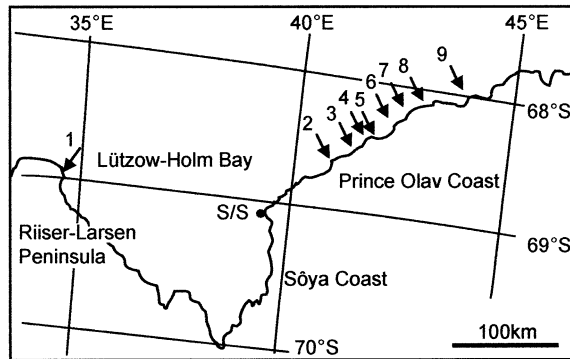 35°E
40°E
45°E
9
8
7
6
5
4
3
2
1
68°S
Lützow-Holm Bay
Prince Olav Coast
S/S
Riiser-Larsen
Peninsula
69°S
Sôya Coast
100km
70°S